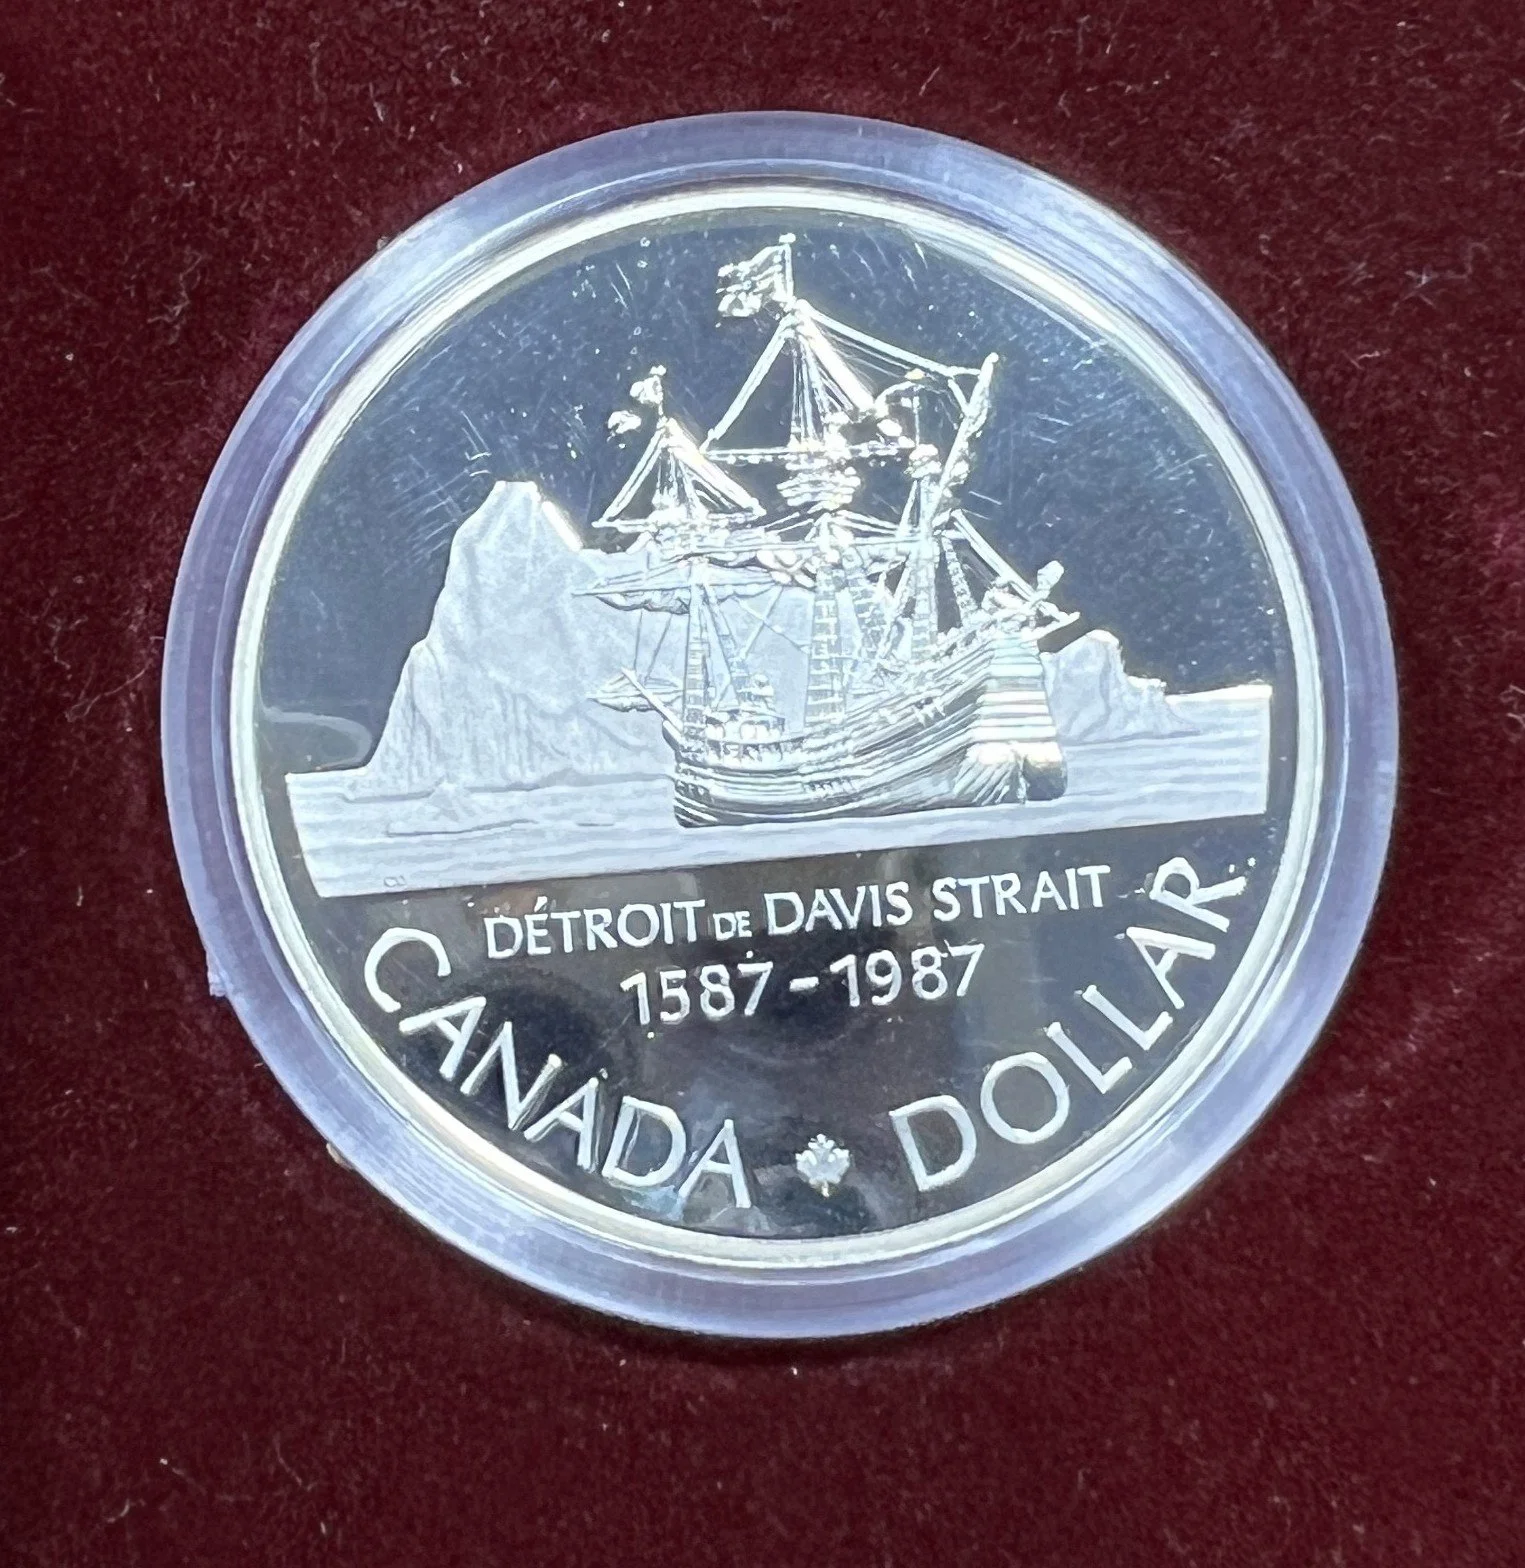 DÉTROIT DE DAVIS STRAIT
1587-1987
CANADA DOLLAR